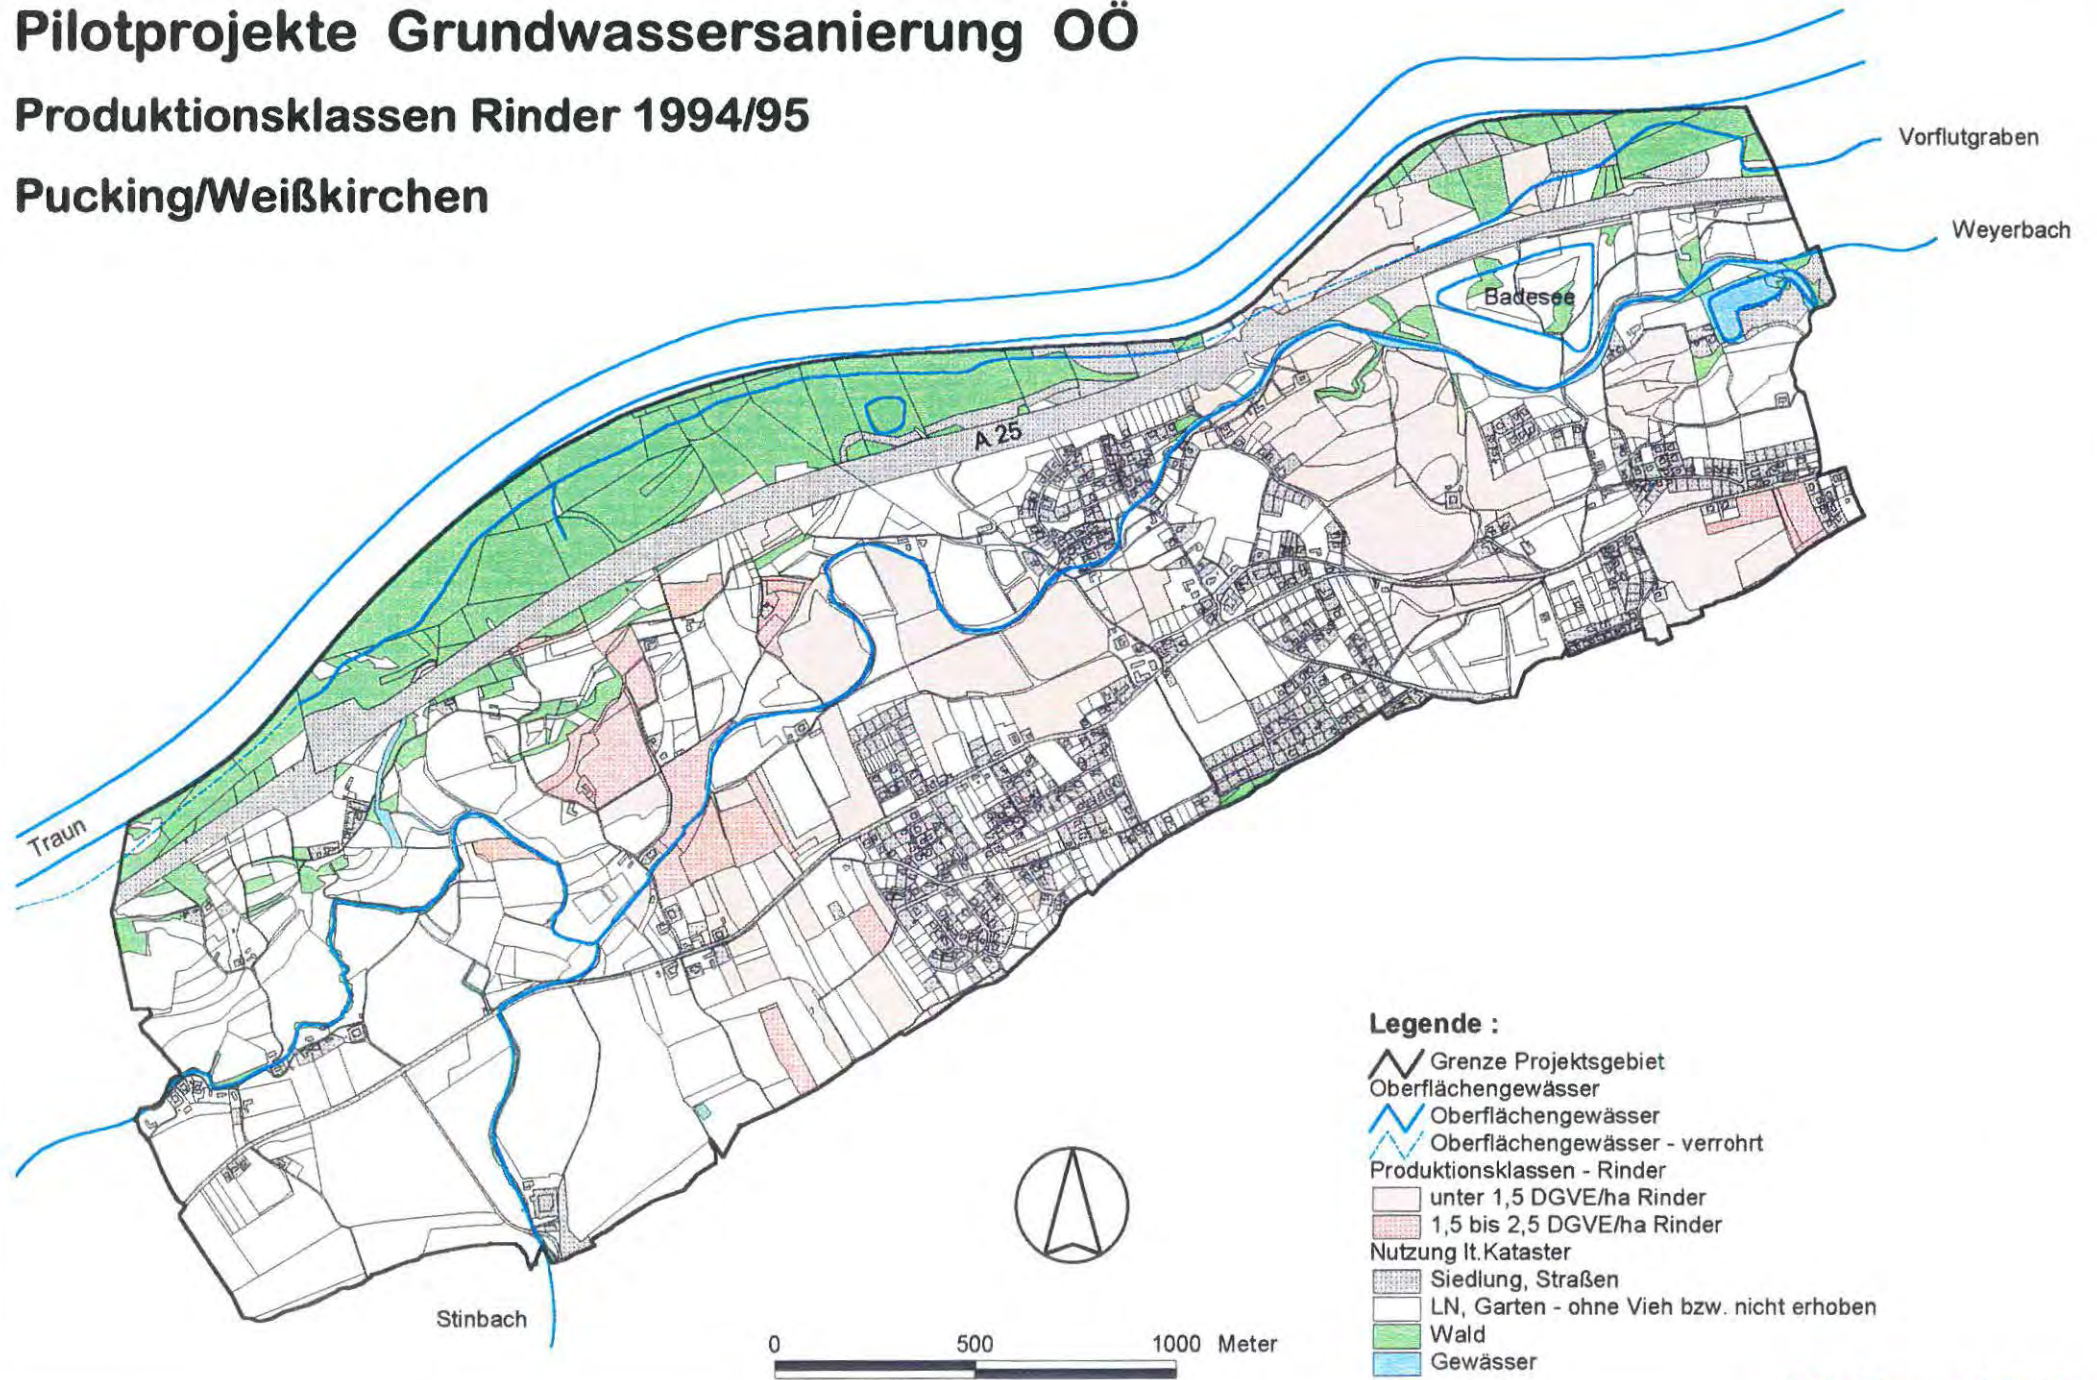 Pilotprojekte Grundwassersanierung OÖ
Produktionsklassen Rinder 1994/95
Pucking/Weißkirchen
Vorflutgraben
Weyerbach
Badesee
A 25
Traun
Stinbach
0 500 1000 Meter
Legende :
Grenze Projektsgebiet
Oberflächengewässer
Oberflächengewässer
Oberflächengewässer - verrohrt
Produktionsklassen - Rinder
unter 1,5 DGVE/ha Rinder
1,5 bis 2,5 DGVE/ha Rinder
Nutzung lt.Kataster
Siedlung, Straßen
LN, Garten - ohne Vieh bzw. nicht erhoben
Wald
Gewässer